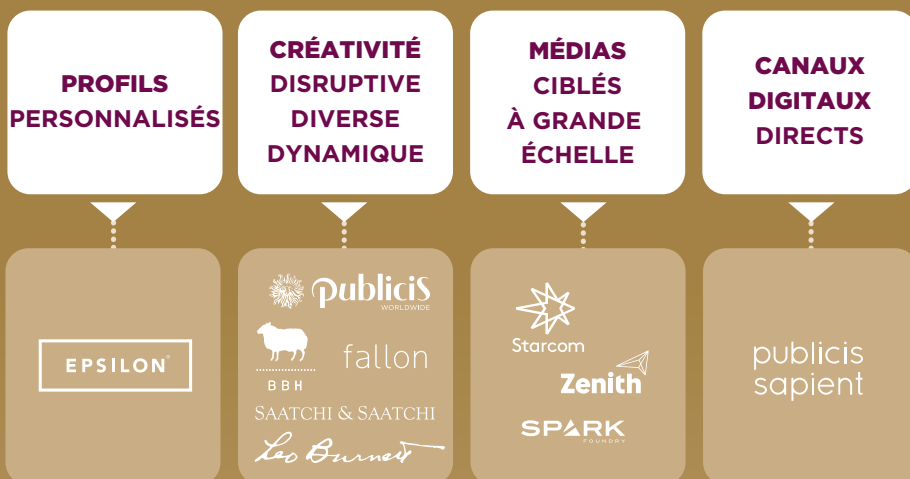 PROFILS
PERSONNALISÉS
CRÉATIVITÉ
DISRUPTIVE
DIVERSE
DYNAMIQUE
MÉDIAS
CIBLÉS
À GRANDE
ÉCHELLE
CANAUX
DIGITAUX
DIRECTS
EPSILON®
publicis
WORLDWIDE
BBH
fallon
SAATCHI & SAATCHI
Leo Burnett
Starcom
Zenith
SPARK
FOUNDRY
publicis
sapient